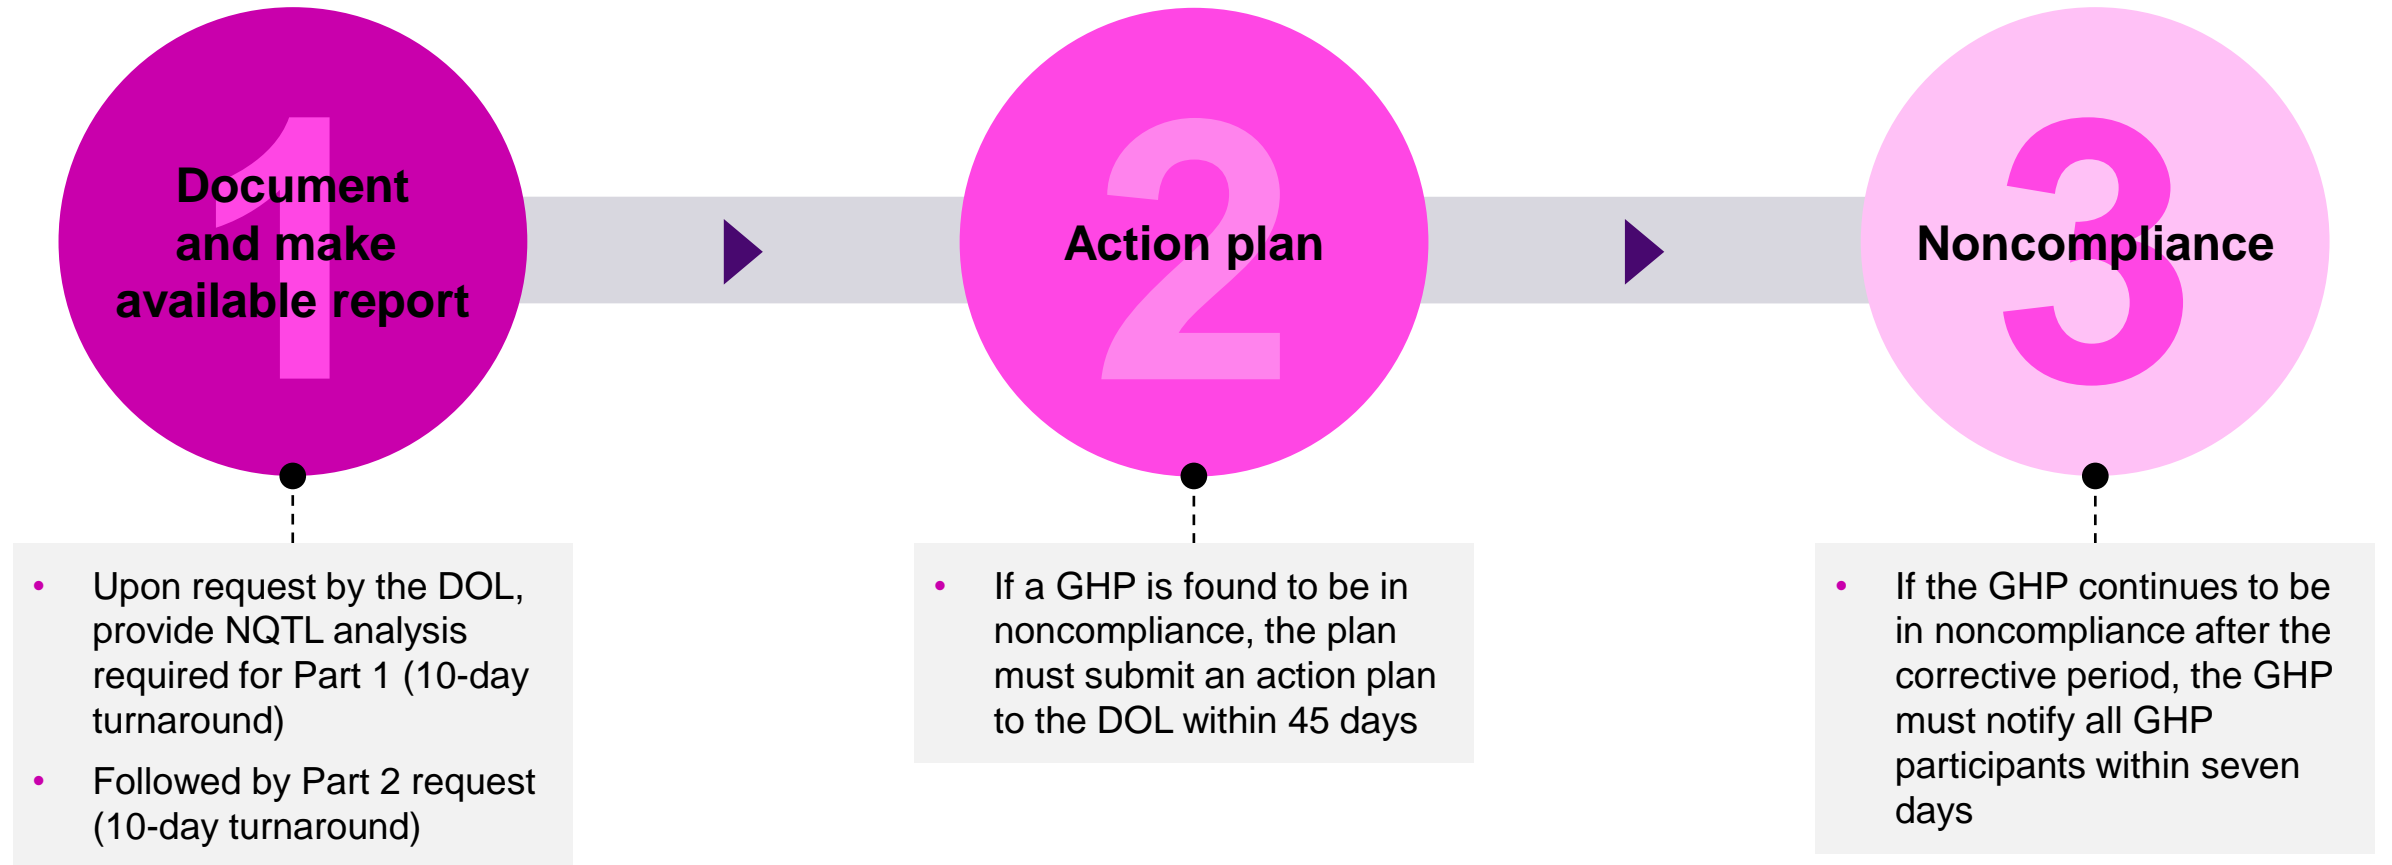 1
Document
and make
available report
• Upon request by the DOL,
provide NQTL analysis
required for Part 1 (10-day
turnaround)
• Followed by Part 2 request
(10-day turnaround)
2
Action plan
• If a GHP is found to be in
noncompliance, the plan
must submit an action plan
to the DOL within 45 days
3
Noncompliance
• If the GHP continues to be
in noncompliance after the
corrective period, the GHP
must notify all GHP
participants within seven
days